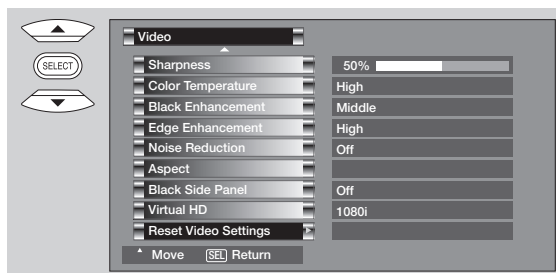 Video
SELECT
Sharpness 50%
Color Temperature High
Black Enhancement Middle
Edge Enhancement High
Noise Reduction Off
Aspect
Black Side Panel Off
Virtual HD 1080i
Reset Video Settings
Move SEL Return